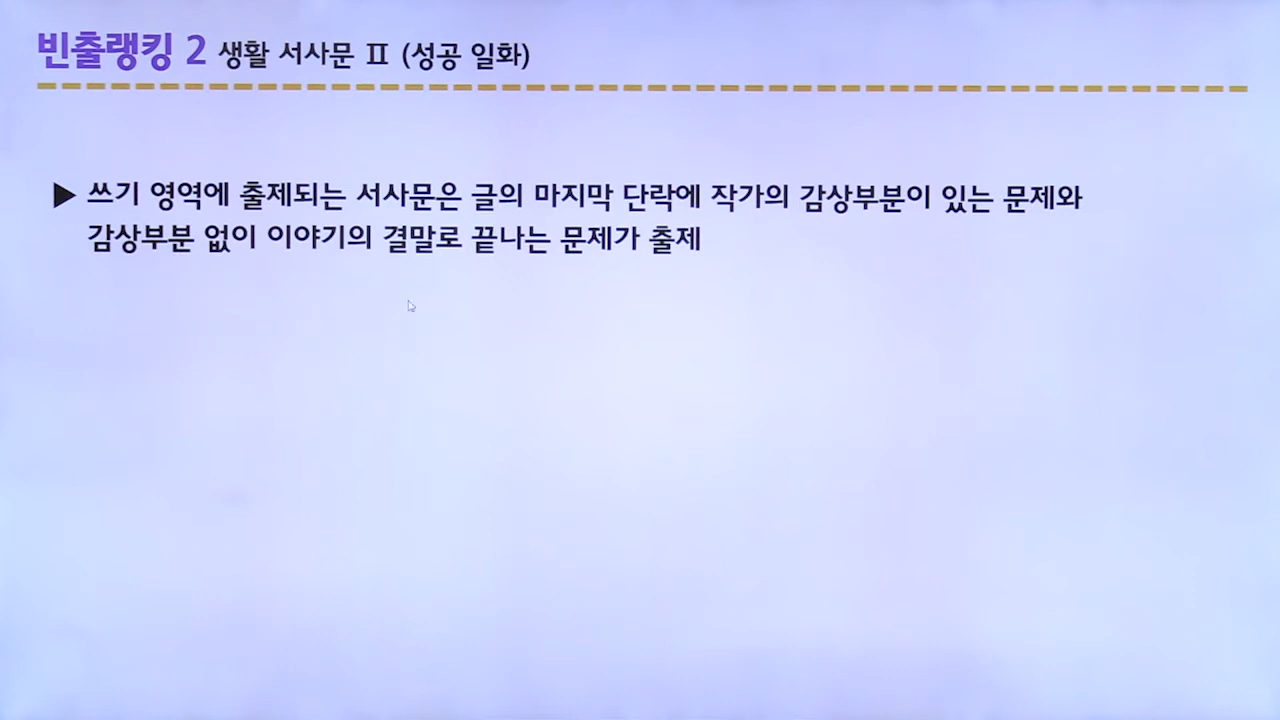 빈출랭킹 2 생활 서사문 Ⅱ (성공 일화)
▶ 쓰기 영역에 출제되는 서사문은 글의 마지막 단락에 작가의 감상부분이 있는 문제와
감상부분 없이 이야기의 결말로 끝나는 문제가 출제